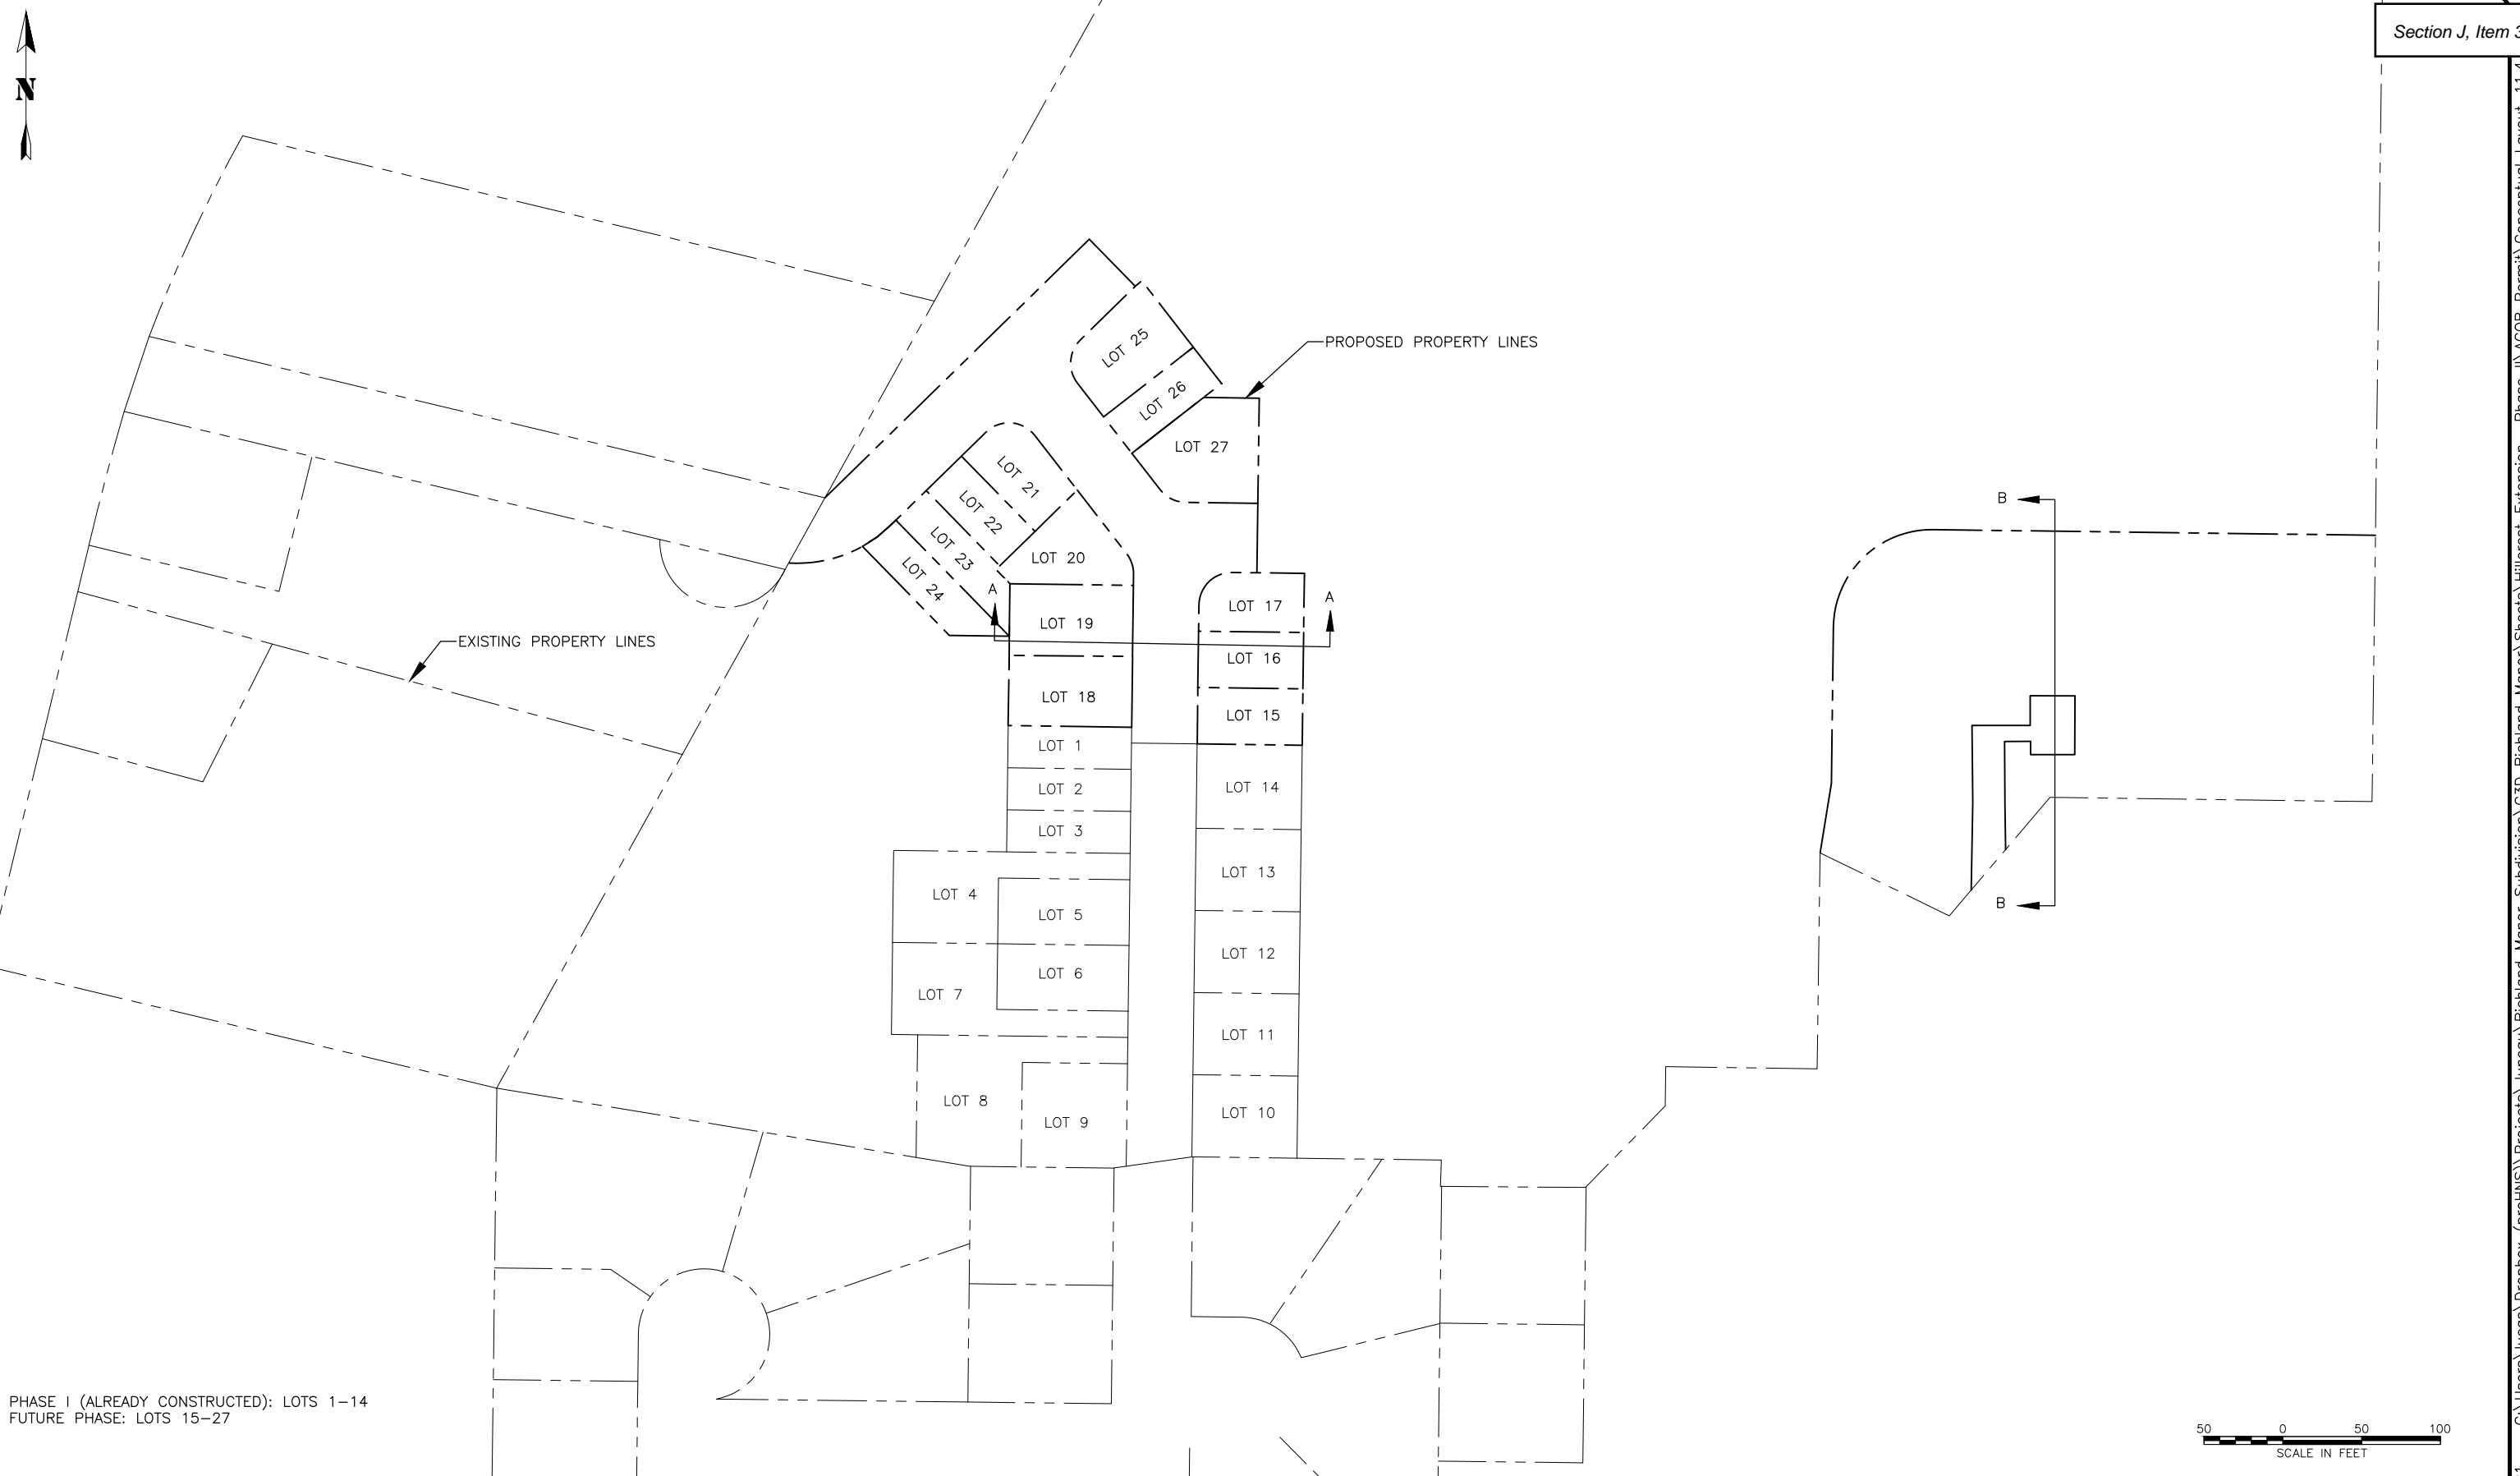 Section J, Item 3
N
PROPOSED PROPERTY LINES
LOT 25
LOT 26
LOT 27
LOT 21
LOT 22
LOT 23
LOT 24
LOT 20
B
A
LOT 19
LOT 17
A
EXISTING PROPERTY LINES
LOT 16
LOT 18
LOT 15
LOT 1
LOT 2
LOT 14
LOT 3
LOT 13
LOT 4
LOT 5
B
LOT 12
LOT 6
LOT 7
LOT 11
LOT 8
LOT 9
LOT 10
PHASE I (ALREADY CONSTRUCTED): LOTS 1-14
FUTURE PHASE: LOTS 15-27
50 0 50 100
SCALE IN FEET